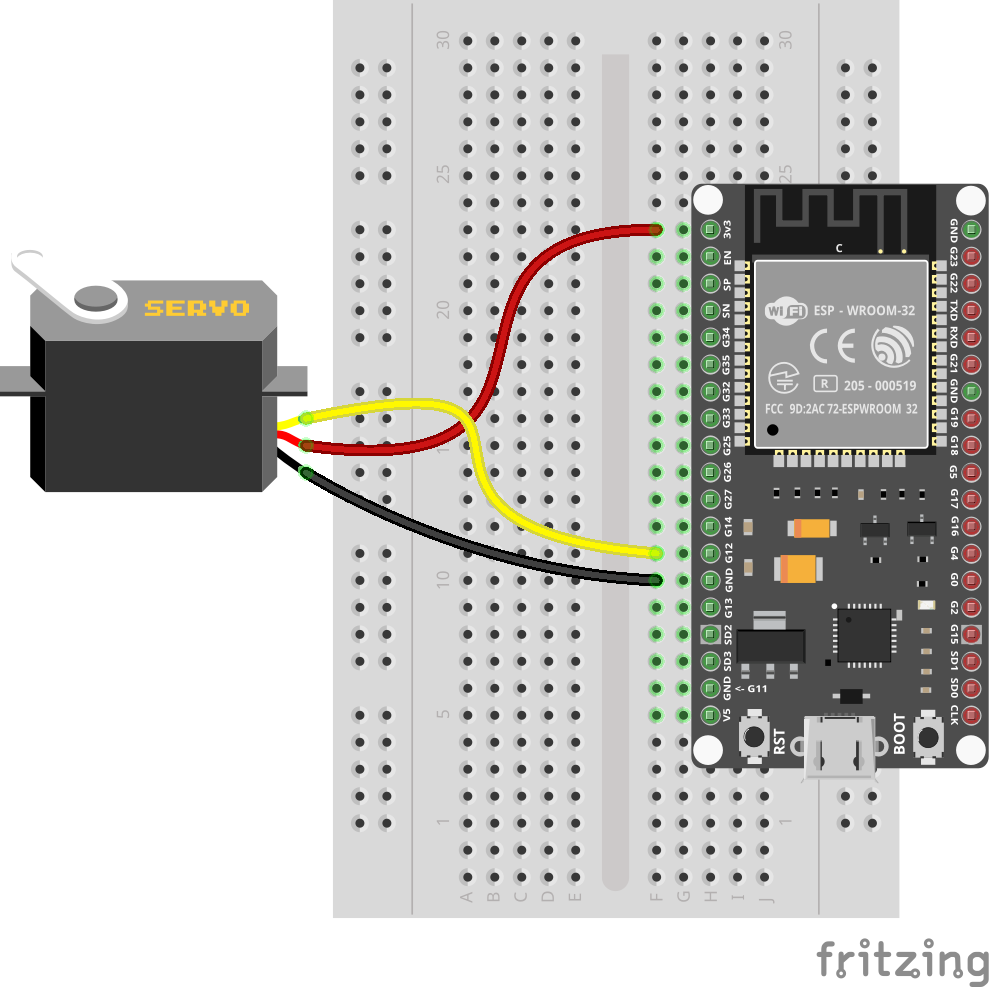 30
30
25
25
20
1
10
5
1
1
A B C D E F G H I J
SERVO
3v3
EN
SP
SN
G34
G35
G32
G33
G25
G26
G27
G14
G12
GND
G13
SD2
SD3
GND <- G11
V5
GND
G23
G22
TXD
RXD
G21
GND
G19
G18
G5
G17
G16
G4
G0
G2
G15
SD1
SD0
CLK
C
WiFi ESP - WROOM-32
CE
R 205 - 000519
FCC 9D:2AC 72-ESPWROOM 32
RST
BOOT
fritzing